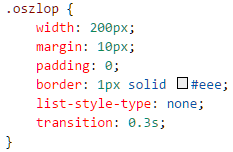 .oszlop {
width: 200px;
margin: 10px;
padding: 0;
border: 1px solid #eee;
list-style-type: none;
transition: 0.3s;
}